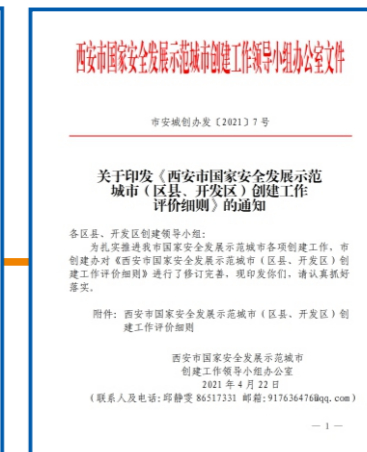 西安市国家安全发展示范城市创建工作领导小组办公室文件
市安城创办发〔2021〕7号
关于印发《西安市国家安全发展示范
城市(区县、开发区)创建工作
评价细则》的通知
各区县、开发区创建领导小组:
为扎实推进我市国家安全发展示范城市各项创建工作,市
创建办对《西安市国家安全发展示范城市(区县、开发区)创
建工作评价细则》进行了修订完善,现印发你们,请认真抓好
落实。
附件:西安市国家安全发展示范城市(区县、开发区)创
建工作评价细则
西安市国家安全发展示范城市
创建工作领导小组办公室
2021年4月22日
(联系人及电话:邱静雯 86517331 邮箱:917636476@qq.com)
— 1 —